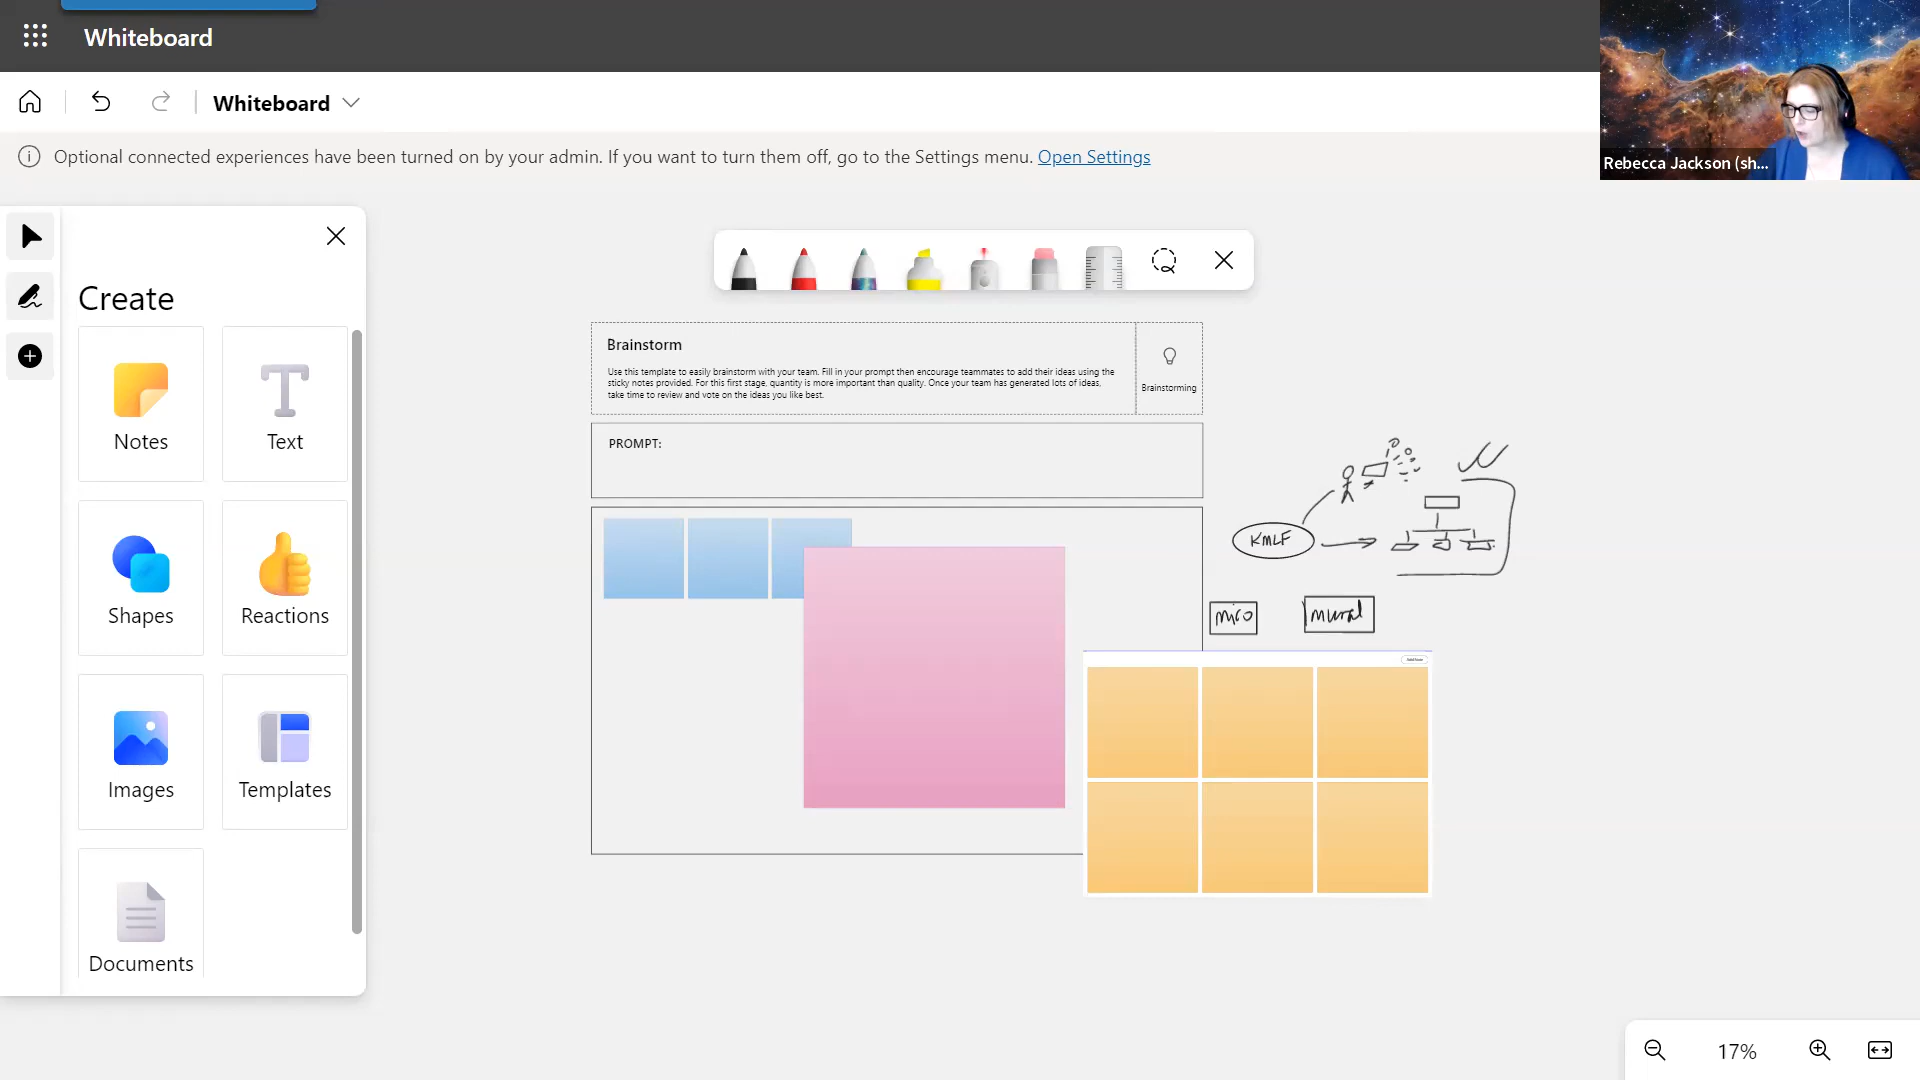 Whiteboard
Whiteboard
Optional connected experiences have been turned on by your admin. If you want to turn them off, go to the Settings menu. Open Settings
Rebecca Jackson (sh...
Create
Notes
Text
Shapes
Reactions
Images
Templates
Documents
Brainstorm
Use this template to easily brainstorm with your team. Fill in your prompt then encourage teammates to add their ideas using the
sticky notes provided. For this first stage, quantity is more important than quality. Once your team has generated lots of ideas,
take time to review and vote on the ideas you like best.
Brainstorming
PROMPT:
KMLF
miro
mural
17%